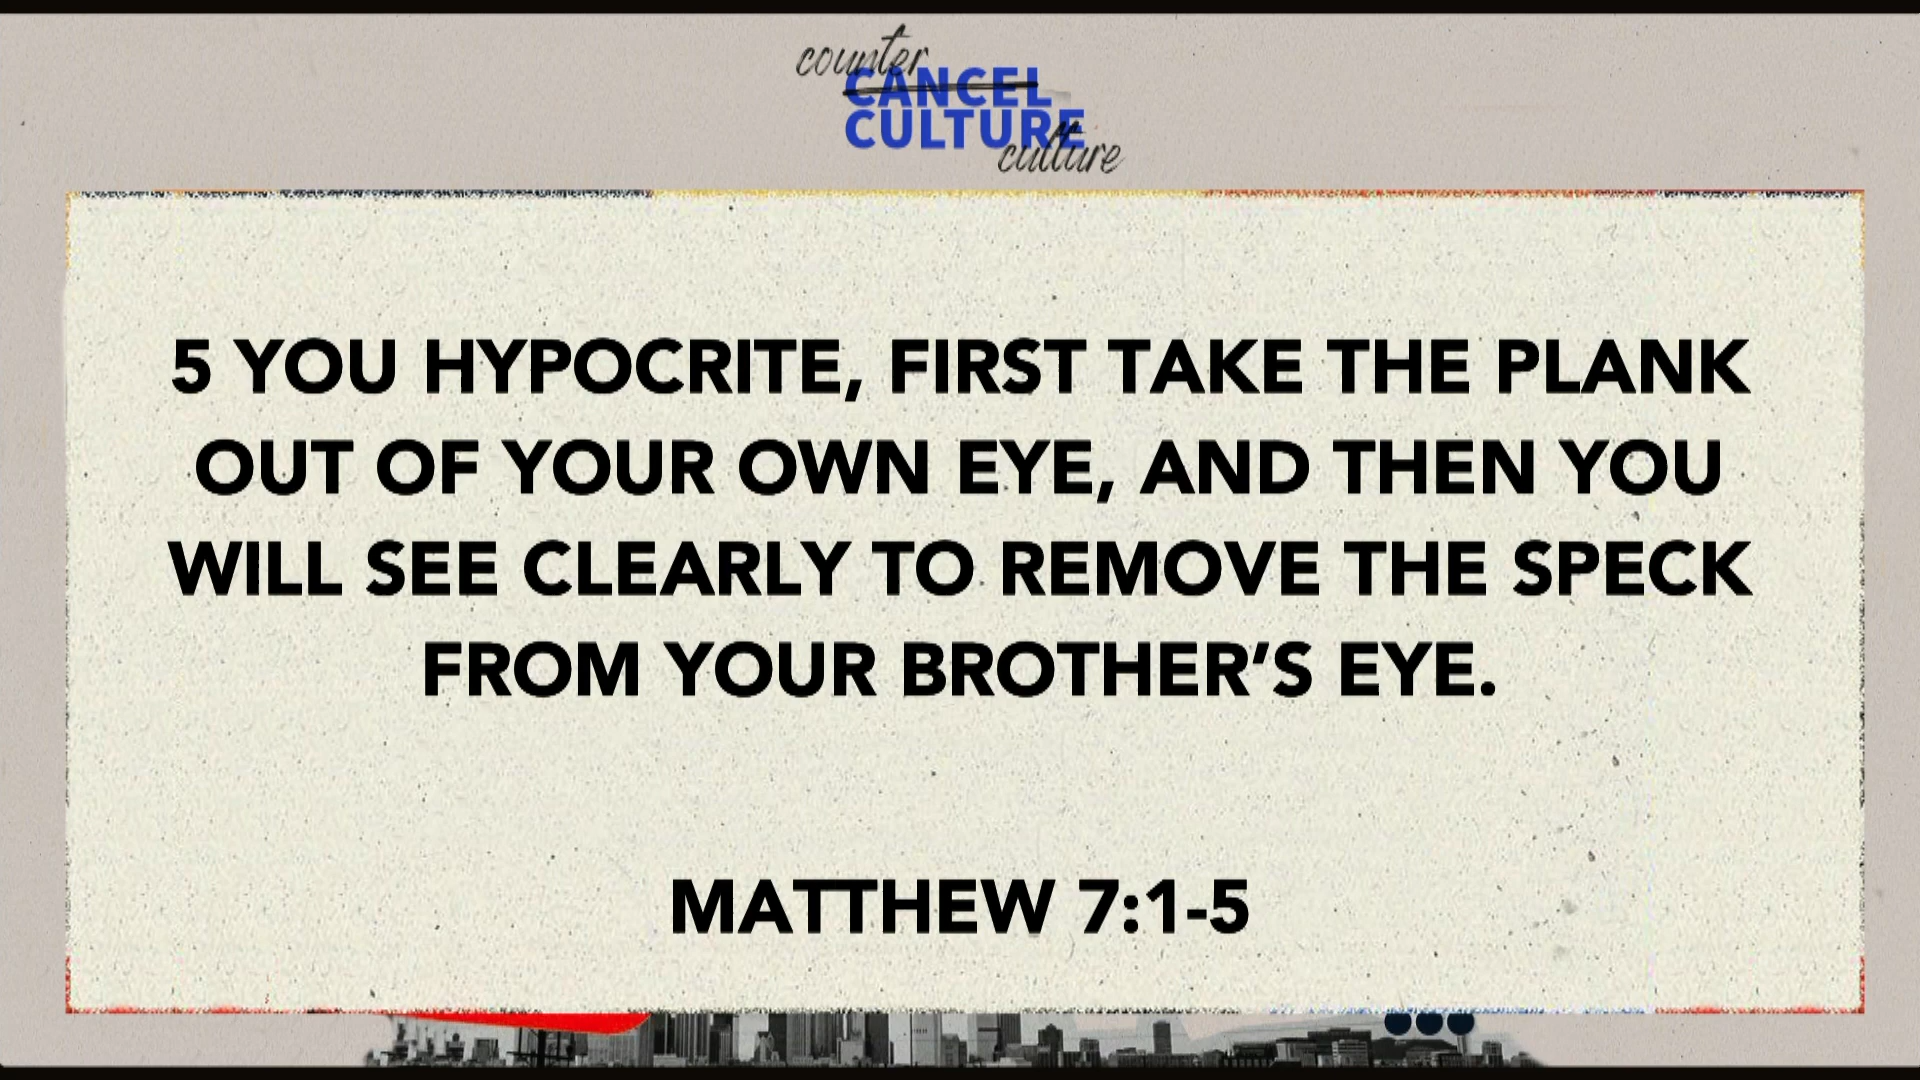 counter
CANCEL
CULTURE
culture
5 YOU HYPOCRITE, FIRST TAKE THE PLANK
OUT OF YOUR OWN EYE, AND THEN YOU
WILL SEE CLEARLY TO REMOVE THE SPECK
FROM YOUR BROTHER’S EYE.
MATTHEW 7:1-5